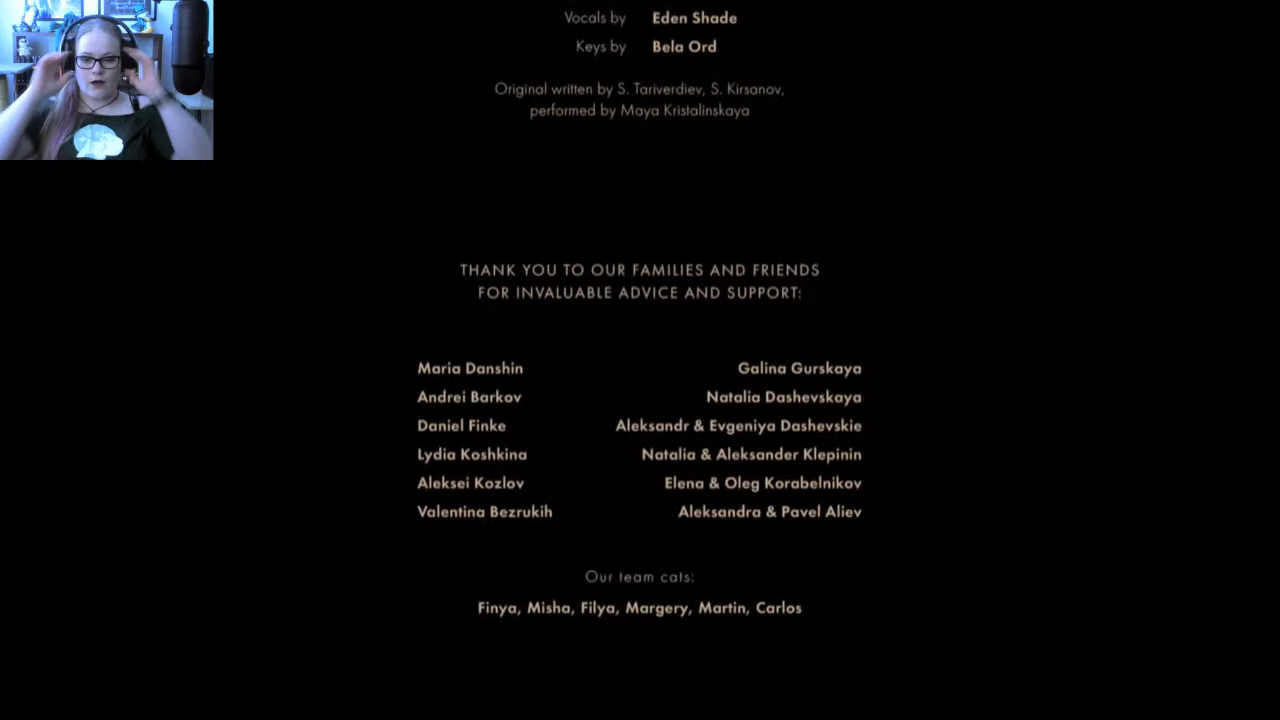 Vocals by Eden Shade
Keys by Bela Ord
Original written by S. Tariverdiev, S. Kirsanov,
performed by Maya Kristalinskaya
THANK YOU TO OUR FAMILIES AND FRIENDS
FOR INVALUABLE ADVICE AND SUPPORT:
Maria Danshin Galina Gurskaya
Andrei Barkov Natalia Dashevskaya
Daniel Finke Aleksandr & Evgeniya Dashevskie
Lydia Koshkina Natalia & Aleksander Klepinin
Aleksei Kozlov Elena & Oleg Korabelnikov
Valentina Bezrukih Aleksandra & Pavel Aliev
Our team cats:
Finya, Misha, Filya, Margery, Martin, Carlos